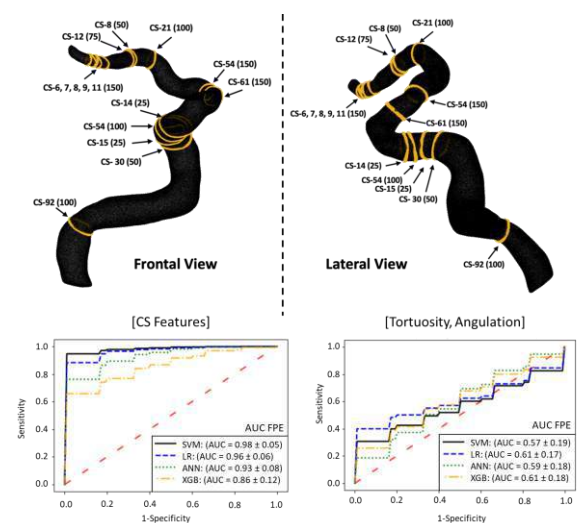 CS-8 (50)
CS-12 (75)
CS-21 (100)
CS-54 (150)
CS-61 (150)
CS-6, 7, 8, 9, 11 (150)
CS-14 (25)
CS-54 (100)
CS-15 (25)
CS- 30 (50)
CS-92 (100)
Frontal View
CS-21 (100)
CS-8 (50)
CS-12 (75)
CS-6, 7, 8, 9, 11 (150)
CS-54 (150)
CS-61 (150)
CS-14 (25)
CS-54 (100)
CS-15 (25)
CS- 30 (50)
CS-92 (100)
Lateral View
[CS Features]
Sensitivity
1.0
0.8
0.6
0.4
0.2
0.0
AUC FPE
SVM: (AUC = 0.98 ± 0.05)
LR: (AUC = 0.96 ± 0.06)
ANN: (AUC = 0.93 ± 0.08)
XGB: (AUC = 0.86 ± 0.12)
0.0 0.2 0.4 0.6 0.8 1.0
1-Specificity
[Tortuosity, Angulation]
Sensitivity
1.0
0.8
0.6
0.4
0.2
0.0
AUC FPE
SVM: (AUC = 0.57 ± 0.19)
LR: (AUC = 0.61 ± 0.17)
ANN: (AUC = 0.59 ± 0.18)
XGB: (AUC = 0.61 ± 0.18)
0.0 0.2 0.4 0.6 0.8 1.0
1-Specificity